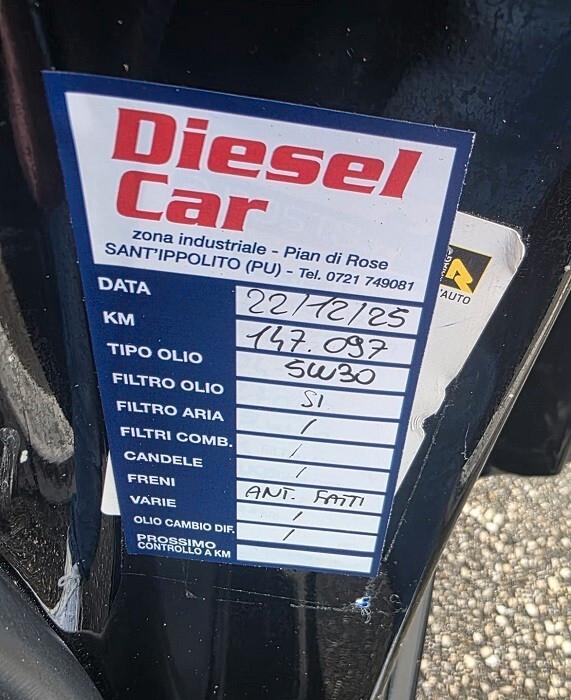 Diesel
Car
zona industriale - Pian di Rose
SANT'IPPOLITO (PU) - Tel. 0721 749081
DATA 22/12/25
KM 147.097
TIPO OLIO 5W30
FILTRO OLIO SI
FILTRO ARIA /
FILTRI COMB. /
CANDELE /
FRENI ANT. FATTI
VARIE /
OLIO CAMBIO DIF. /
PROSSIMO
CONTROLLO A KM
'AUTO